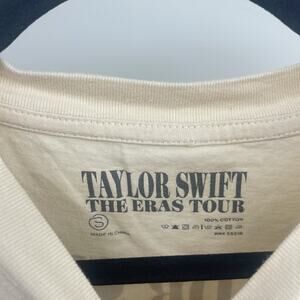 TAYLOR SWIFT
THE ERAS TOUR
S
100% COTTON
MADE IN CHINA